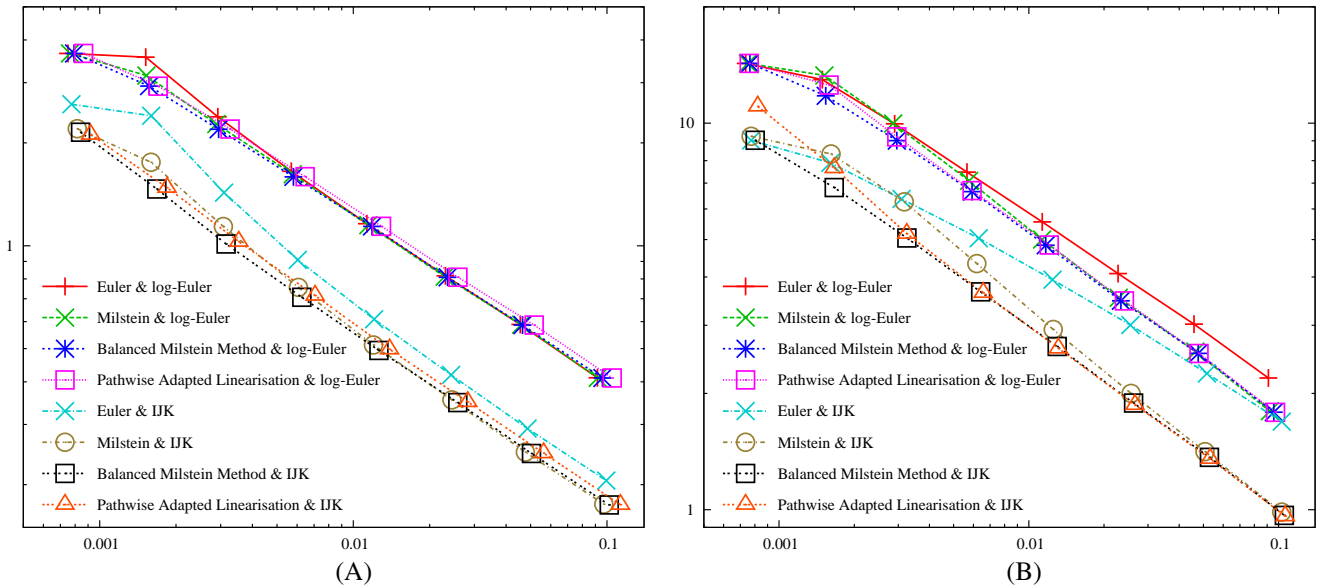 1
Euler & log-Euler
Milstein & log-Euler
Balanced Milstein Method & log-Euler
Pathwise Adapted Linearisation & log-Euler
Euler & IJK
Milstein & IJK
Balanced Milstein Method & IJK
Pathwise Adapted Linearisation & IJK
0.001 0.01 0.1
(A)
10
Euler & log-Euler
Milstein & log-Euler
Balanced Milstein Method & log-Euler
Pathwise Adapted Linearisation & log-Euler
Euler & IJK
Milstein & IJK
Balanced Milstein Method & IJK
Pathwise Adapted Linearisation & IJK
1
0.001 0.01 0.1
(B)